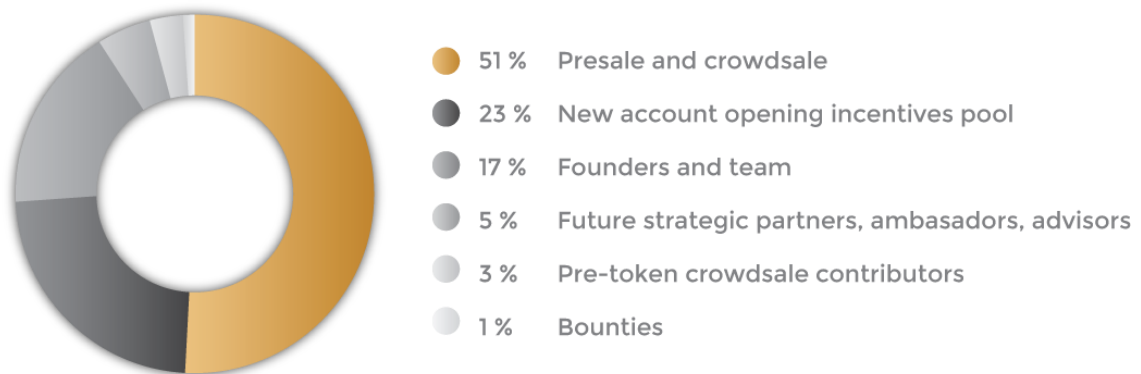 51 % Presale and crowdsale
23 % New account opening incentives pool
17 % Founders and team
5 % Future strategic partners, ambasadors, advisors
3 % Pre-token crowdsale contributors
1 % Bounties